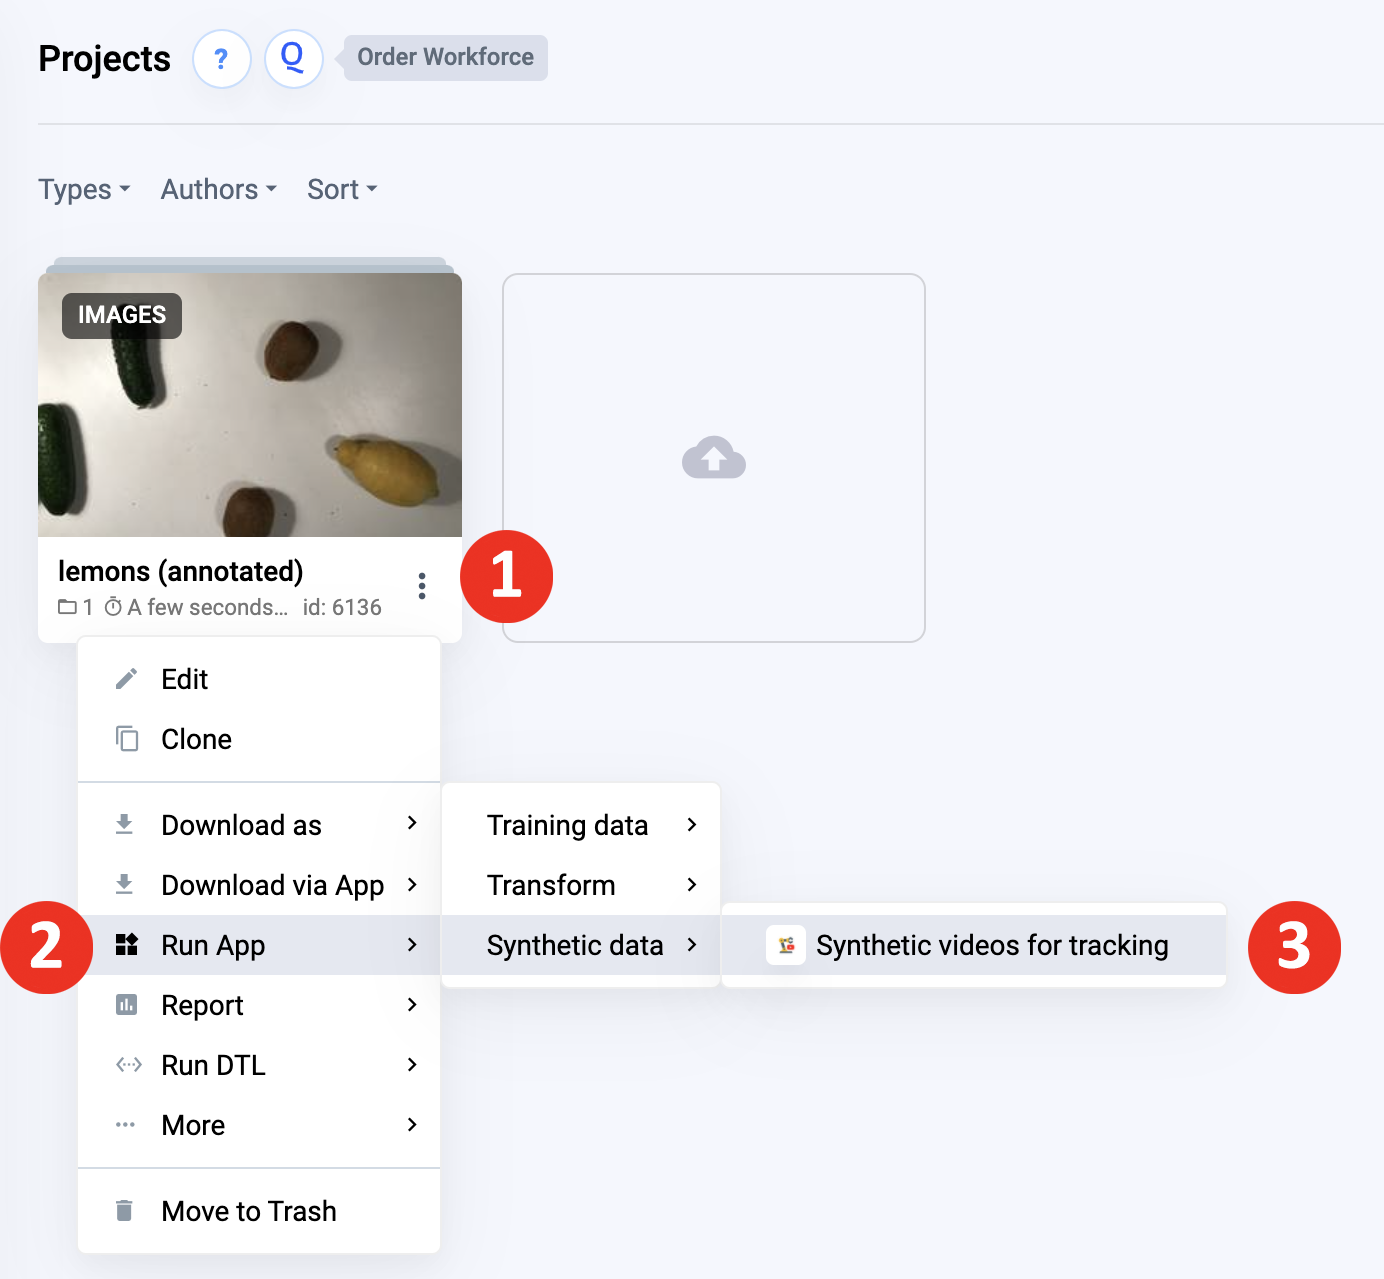 Projects ? Q Order Workforce
Types Authors Sort
IMAGES
lemons (annotated)
1 A few seconds... id: 6136
1
Edit
Clone
Download as
Download via App
Run App
Report
Run DTL
More
Move to Trash
2
Training data
Transform
Synthetic data
Synthetic videos for tracking
3